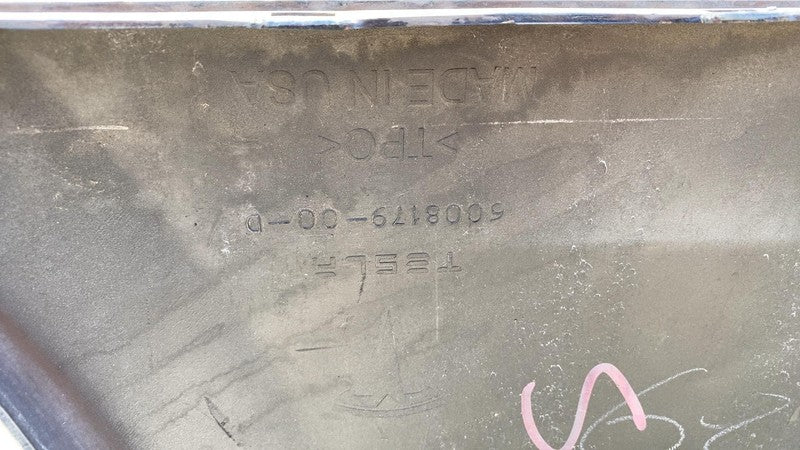 TESLA
6008179-00-D
>TPO<
MADE IN USA